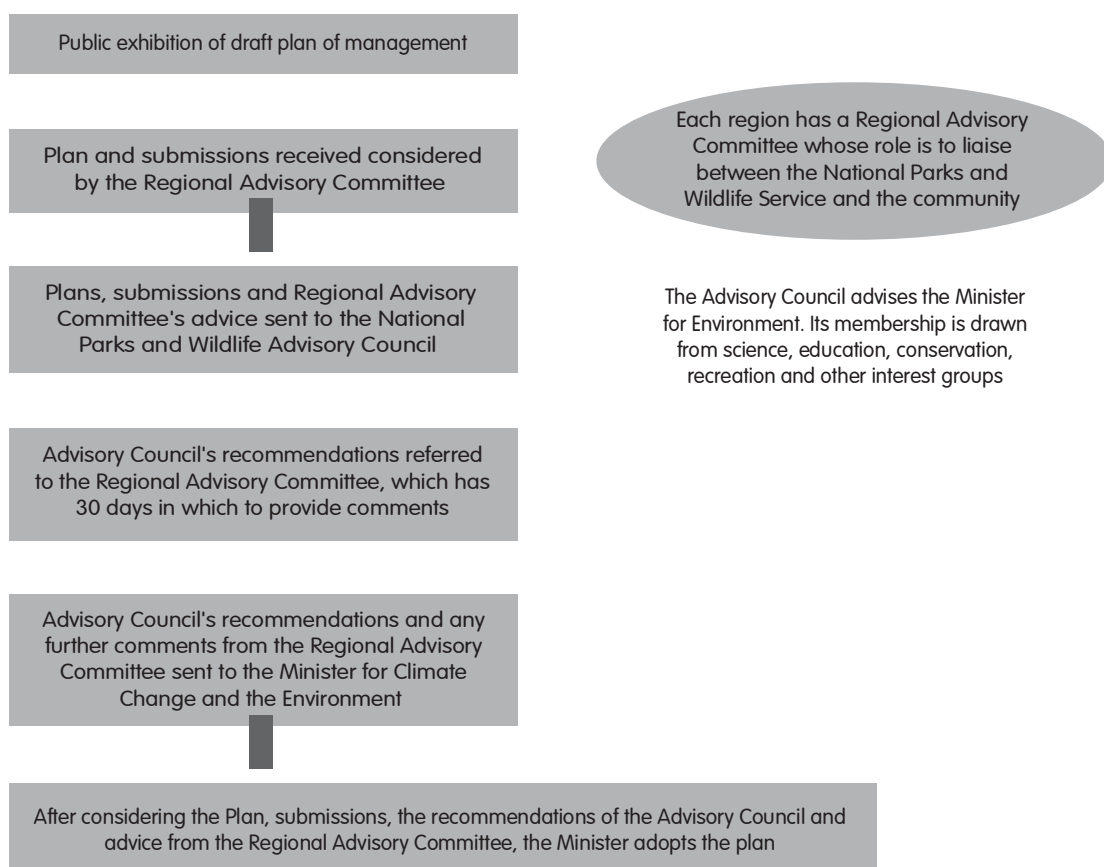 Public exhibition of draft plan of management
Plan and submissions received considered
by the Regional Advisory Committee
Each region has a Regional Advisory
Committee whose role is to liaise
between the National Parks and
Wildlife Service and the community
Plans, submissions and Regional Advisory
Committee's advice sent to the National
Parks and Wildlife Advisory Council
The Advisory Council advises the Minister
for Environment. Its membership is drawn
from science, education, conservation,
recreation and other interest groups
Advisory Council's recommendations referred
to the Regional Advisory Committee, which has
30 days in which to provide comments
Advisory Council's recommendations and any
further comments from the Regional Advisory
Committee sent to the Minister for Climate
Change and the Environment
After considering the Plan, submissions, the recommendations of the Advisory Council and
advice from the Regional Advisory Committee, the Minister adopts the plan